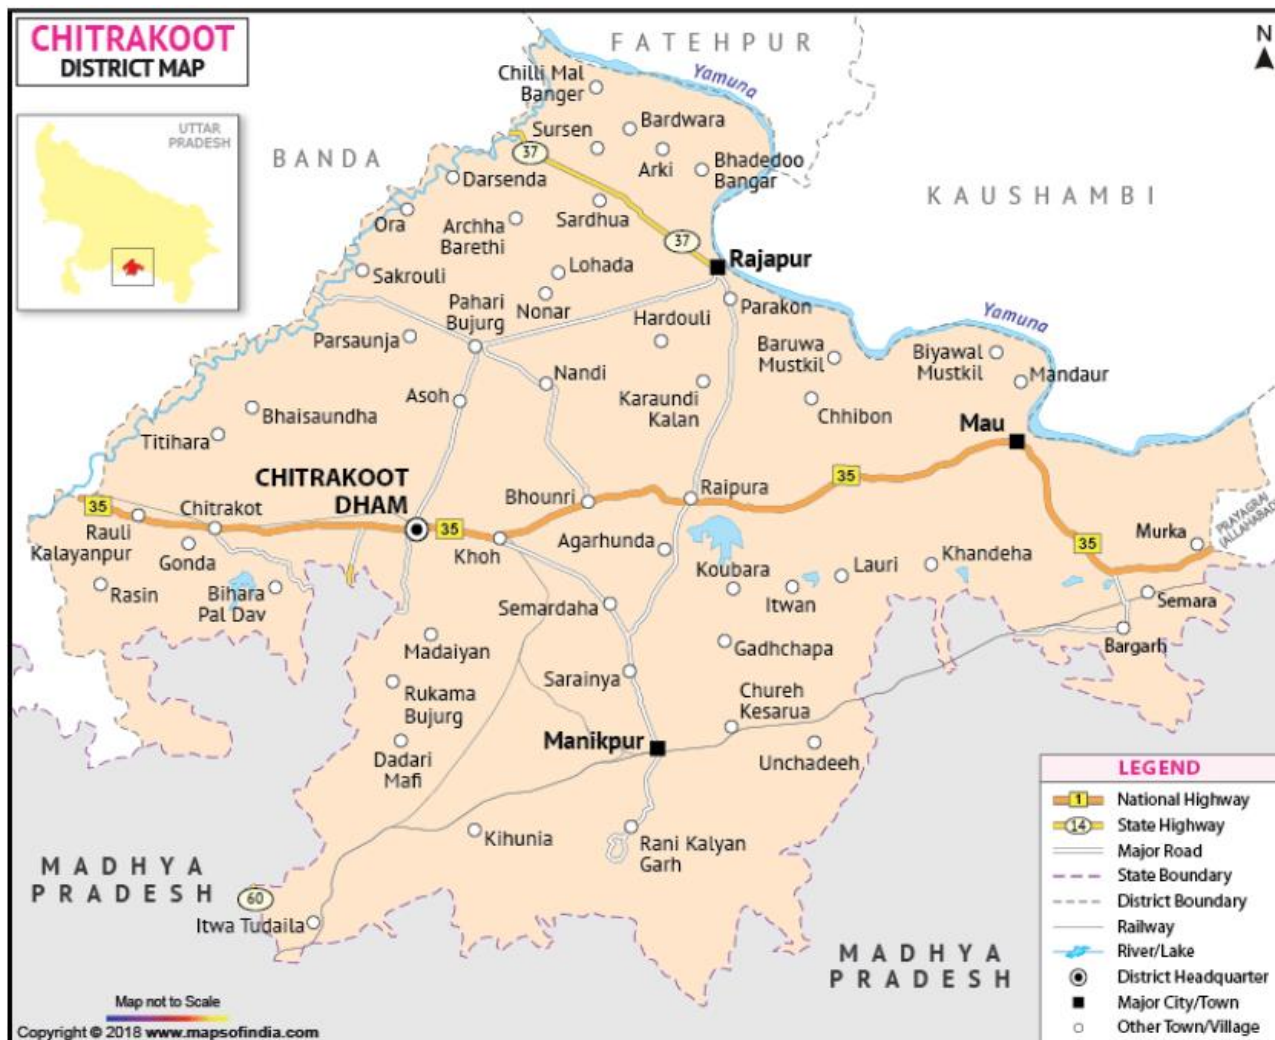 CHITRAKOOT
DISTRICT MAP
UTTAR
PRADESH
N
FATEHPUR
BANDA
KAUSHAMBI
Yamuna
Chilli Mal
Banger
Sursen
Bardwara
37
Arki
Bhadedoo
Bangar
Darsenda
Sardhua
Ora
Archha
Barethi
37
Rajapur
Sakrouli
Lohada
Pahari
Bujurg
Nonar
Parakon
Hardouli
Yamuna
Parsaunja
Baruwa
Mustkil
Biyawal
Mustkil
Mandaur
Nandi
Asoh
Karaundi
Kalan
Chhibon
Bhaisaundha
Titihara
Mau
CHITRAKOOT
DHAM
35
Bhounri
Raipura
35
Rauli
Kalayanpur
Chitrakot
35
Khoh
Agarhunda
35
Murka
PRAYAGRAJ
(ALLAHABAD)
Gonda
Koubara
Lauri
Khandeha
Rasin
Bihara
Pal Dav
Semardaha
Itwan
Semara
Madaiyan
Gadhchapa
Bargarh
Sarainya
Rukama
Bujurg
Chureh
Kesarua
Manikpur
Dadari
Mafi
Unchadeeh
Kihunia
Rani Kalyan
Garh
MADHYA
PRADESH
60
Itwa Tudaila
MADHYA
PRADESH
LEGEND
1 National Highway
14 State Highway
Major Road
State Boundary
District Boundary
Railway
River/Lake
District Headquarter
Major City/Town
Other Town/Village
Map not to Scale
Copyright © 2018 www.mapsofindia.com